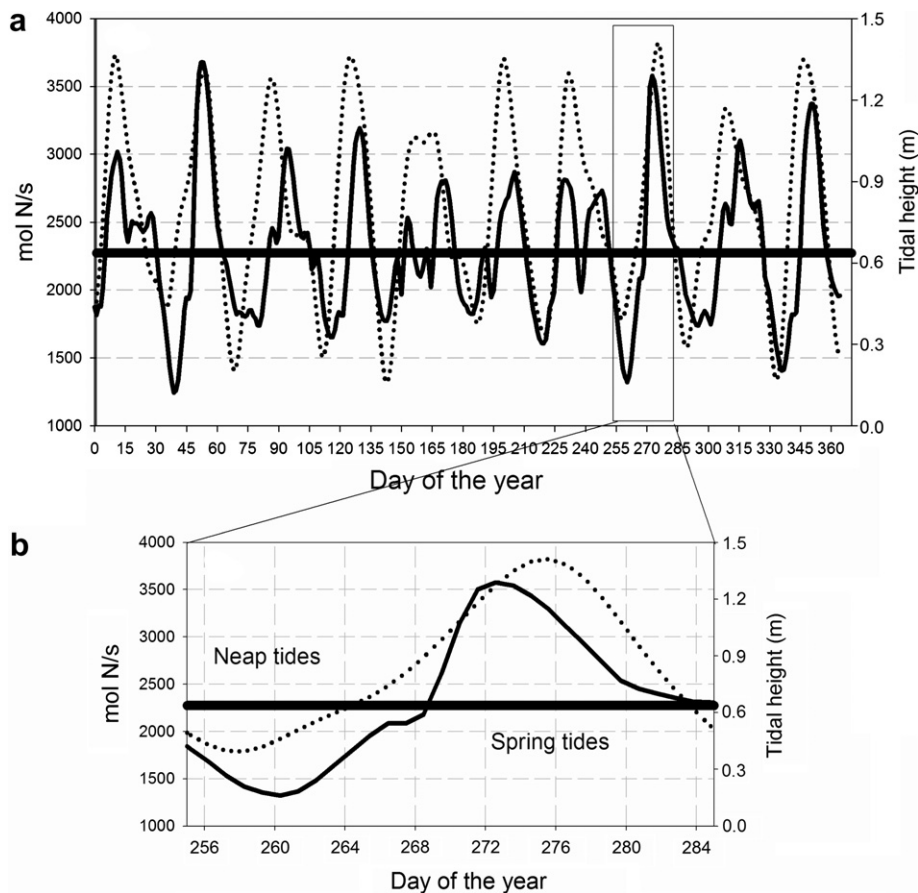 a
4000
3500
3000
2500
2000
1500
1000
mol N/s
1.5
1.2
0.9
0.6
0.3
0.0
Tidal height (m)
0 15 30 45 60 75 90 105 120 135 150 165 180 195 210 225 240 255 270 285 300 315 330 345 360
Day of the year
b
4000
3500
3000
2500
2000
1500
1000
mol N/s
Neap tides
Spring tides
1.5
1.2
0.9
0.6
0.3
0.0
Tidal height (m)
256 260 264 268 272 276 280 284
Day of the year